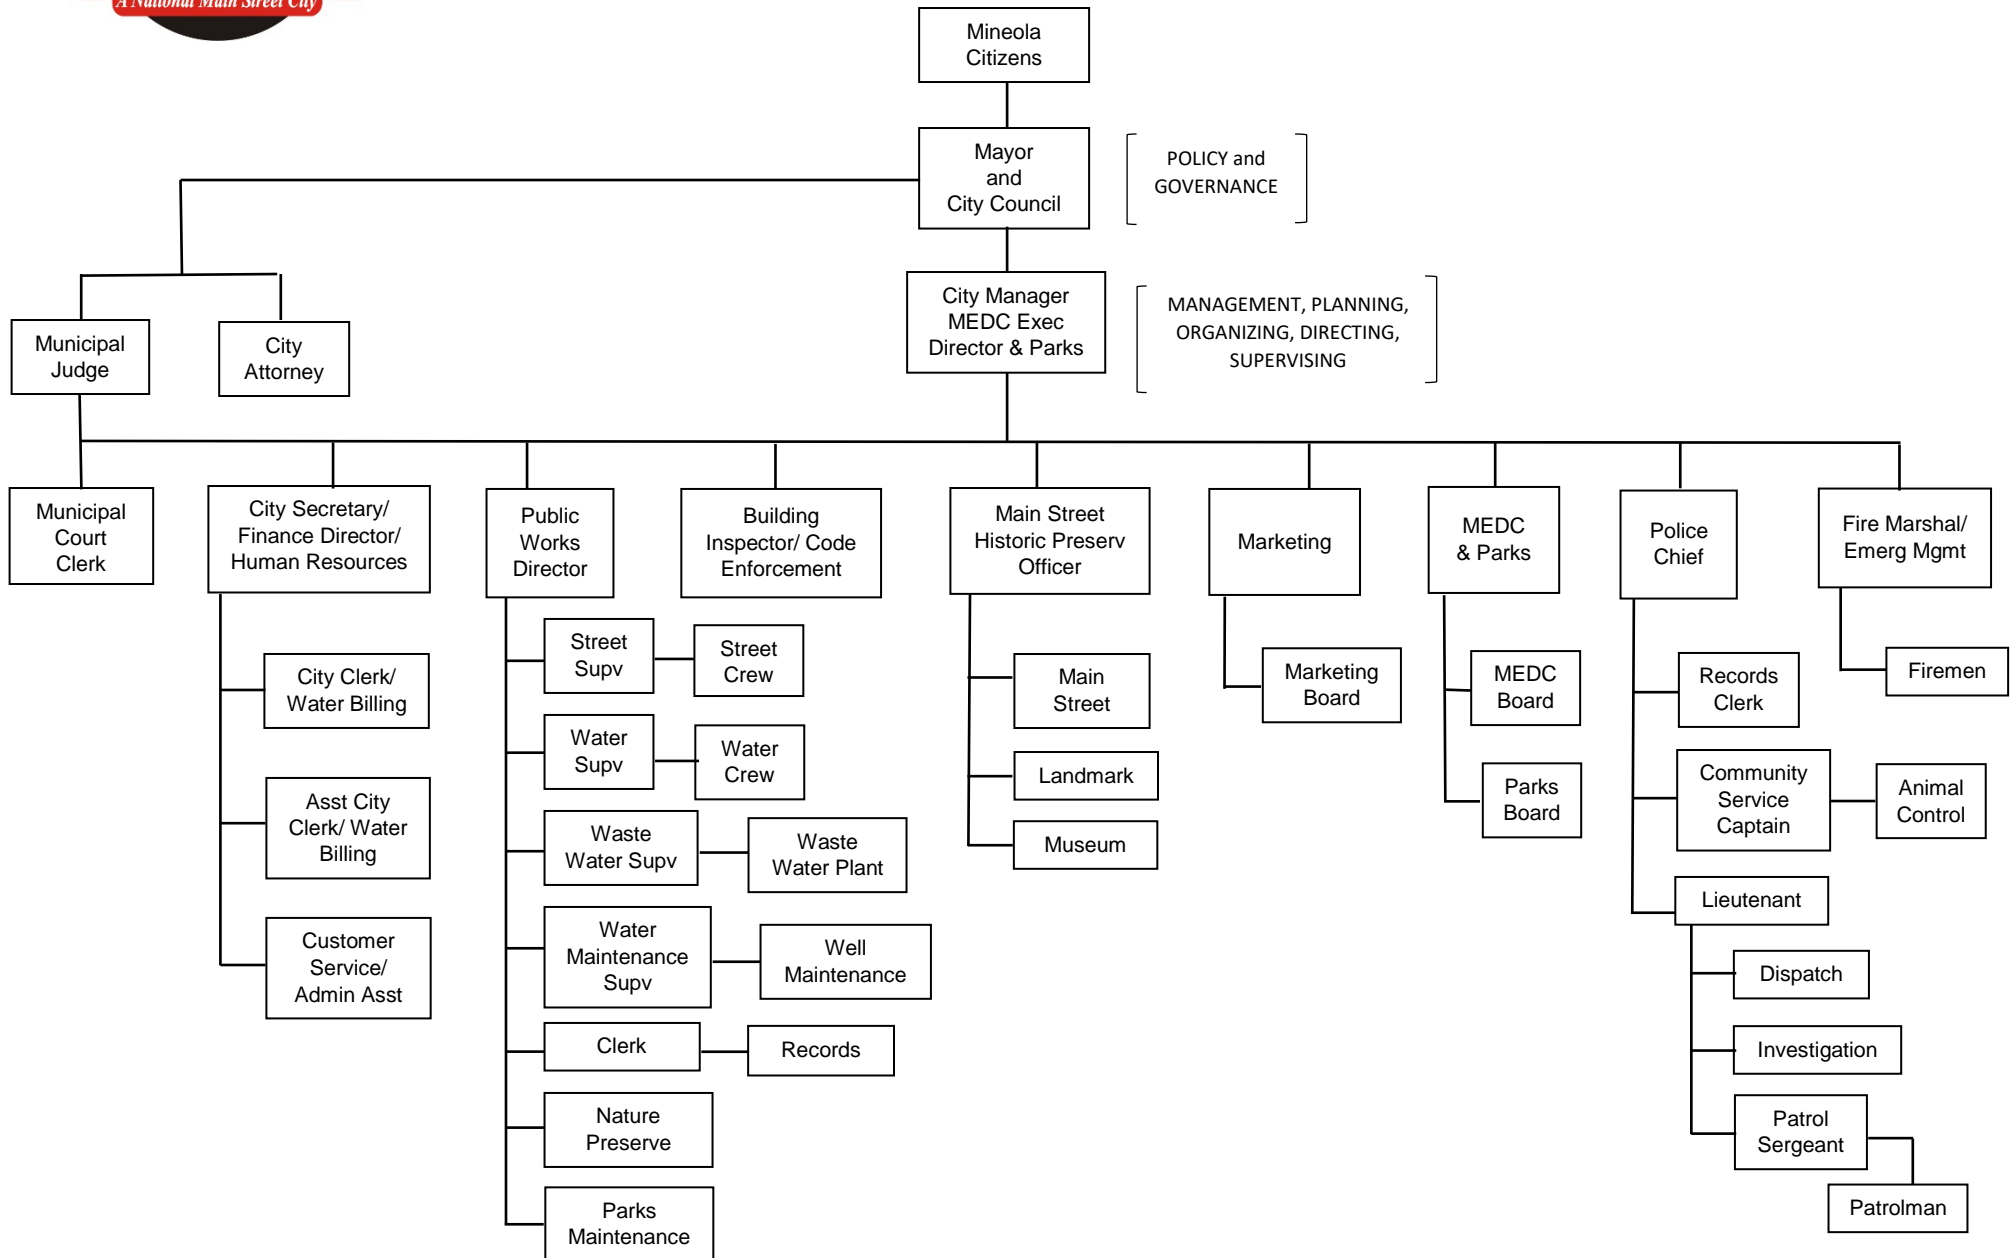 A National Main Street City
Mineola
Citizens
Mayor
and
City Council
POLICY and
GOVERNANCE
City Manager
MEDC Exec
Director & Parks
MANAGEMENT, PLANNING,
ORGANIZING, DIRECTING,
SUPERVISING
Municipal
Judge
City
Attorney
Municipal
Court
Clerk
City Secretary/
Finance Director/
Human Resources
Public
Works
Director
Building
Inspector/ Code
Enforcement
Main Street
Historic Preserv
Officer
Marketing
MEDC
& Parks
Police
Chief
Fire Marshal/
Emerg Mgmt
City Clerk/
Water Billing
Asst City
Clerk/ Water
Billing
Customer
Service/
Admin Asst
Street
Supv
Street
Crew
Water
Supv
Water
Crew
Waste
Water Supv
Waste
Water Plant
Water
Maintenance
Supv
Well
Maintenance
Clerk
Records
Nature
Preserve
Parks
Maintenance
Main
Street
Landmark
Museum
Marketing
Board
MEDC
Board
Parks
Board
Records
Clerk
Community
Service
Captain
Animal
Control
Lieutenant
Dispatch
Investigation
Patrol
Sergeant
Patrolman
Firemen